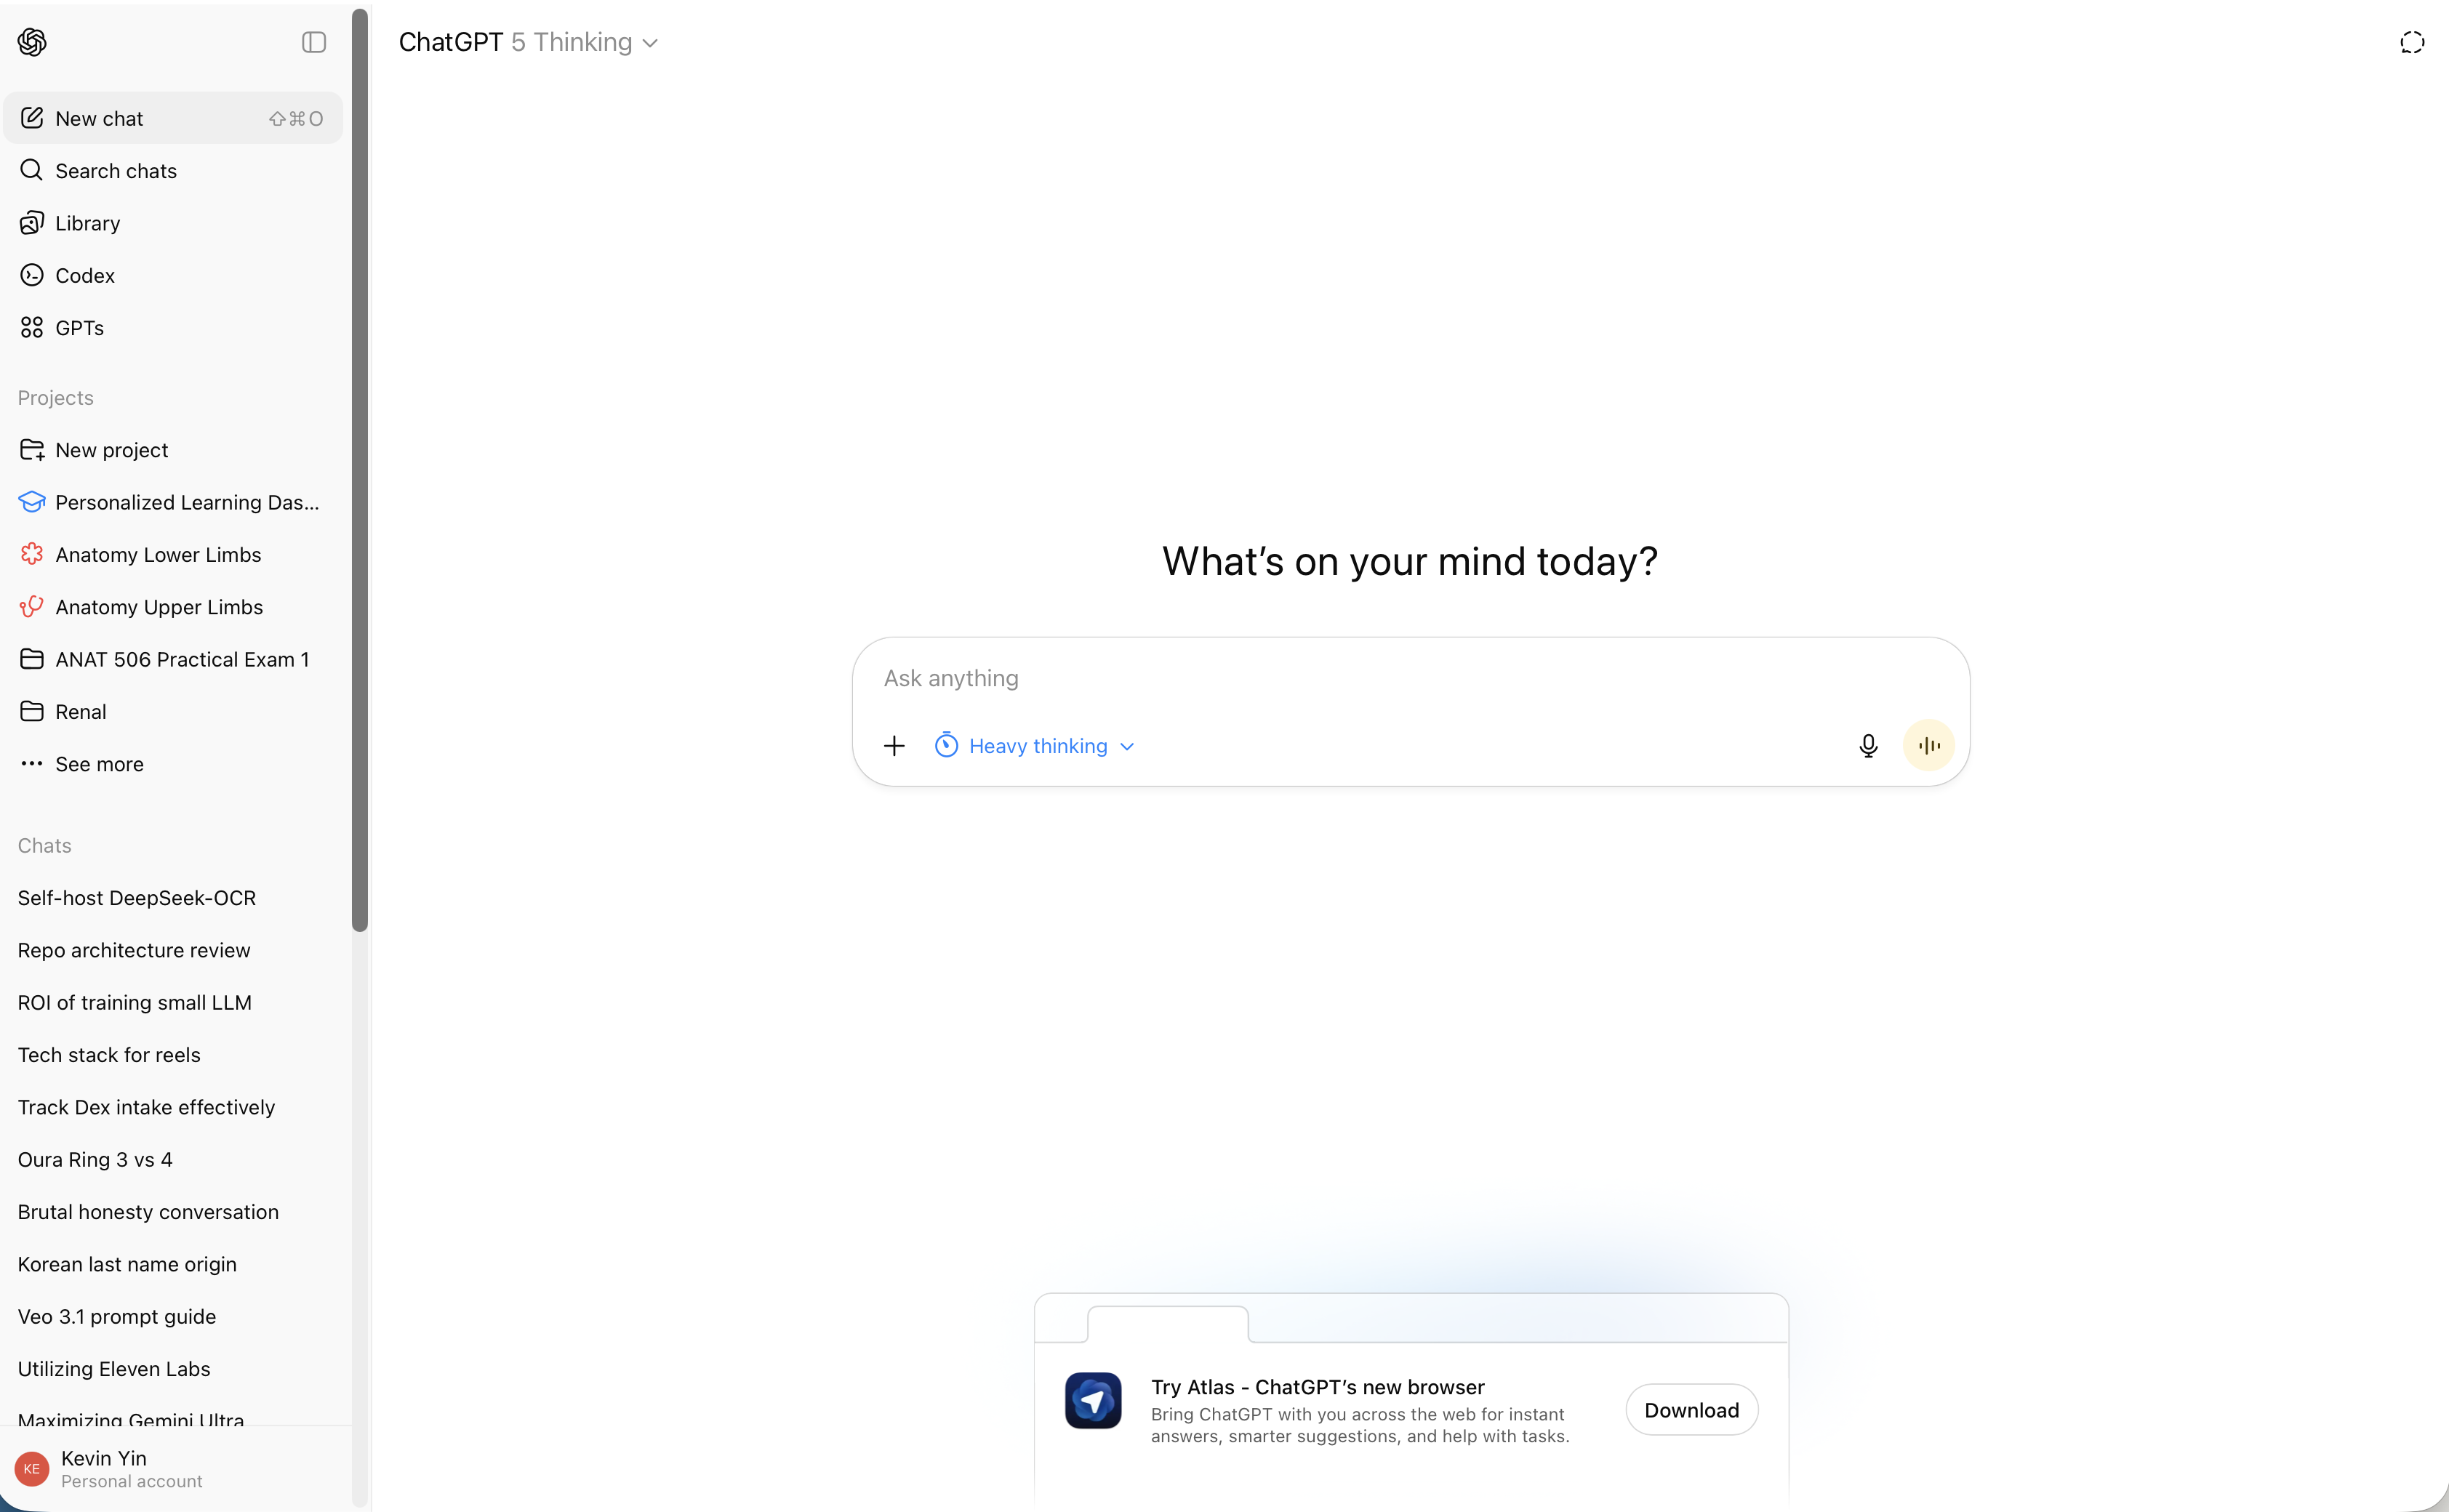 ChatGPT 5 Thinking
New chat ⇧⌘O
Search chats
Library
Codex
GPTs
Projects
New project
Personalized Learning Das...
Anatomy Lower Limbs
Anatomy Upper Limbs
ANAT 506 Practical Exam 1
Renal
See more
Chats
Self-host DeepSeek-OCR
Repo architecture review
ROI of training small LLM
Tech stack for reels
Track Dex intake effectively
Oura Ring 3 vs 4
Brutal honesty conversation
Korean last name origin
Veo 3.1 prompt guide
Utilizing Eleven Labs
Maximizing Gemini Ultra
KE
Kevin Yin
Personal account
What’s on your mind today?
Ask anything
Heavy thinking
Try Atlas - ChatGPT’s new browser
Bring ChatGPT with you across the web for instant
answers, smarter suggestions, and help with tasks.
Download